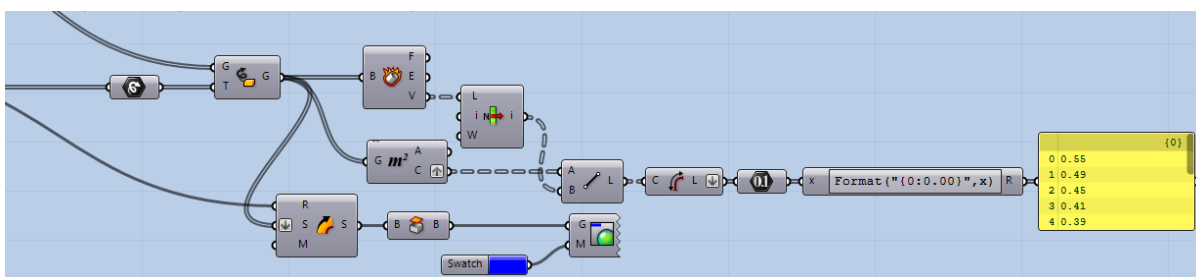 G
T
G
B
F
E
V
L
i
W
N
i
G
m²
A
C
A
B
L
C
L
0.1
x
Format("{0:0.00}",x)
R
{0}
0 0.55
1 0.49
2 0.45
3 0.41
4 0.39
R
S
M
S
B
B
G
M
Swatch